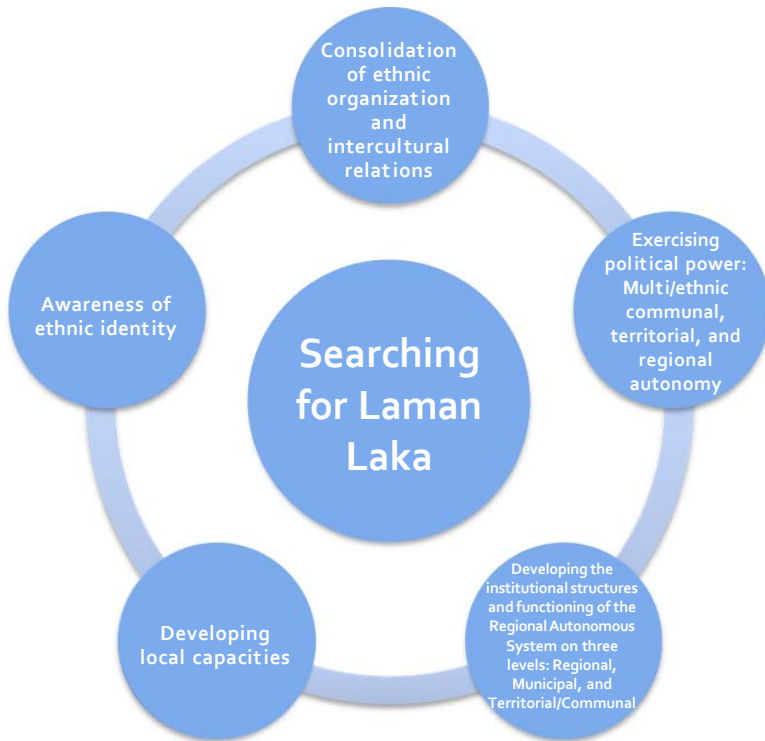 Consolidation
of ethnic
organization
and
intercultural
relations
Exercising
political power:
Multi/ethnic
communal,
territorial, and
regional
autonomy
Awareness of
ethnic identity
Searching
for Laman
Laka
Developing the
institutional structures
and functioning of the
Regional Autonomous
System on three
levels: Regional,
Municipal, and
Territorial/Communal
Developing
local capacities